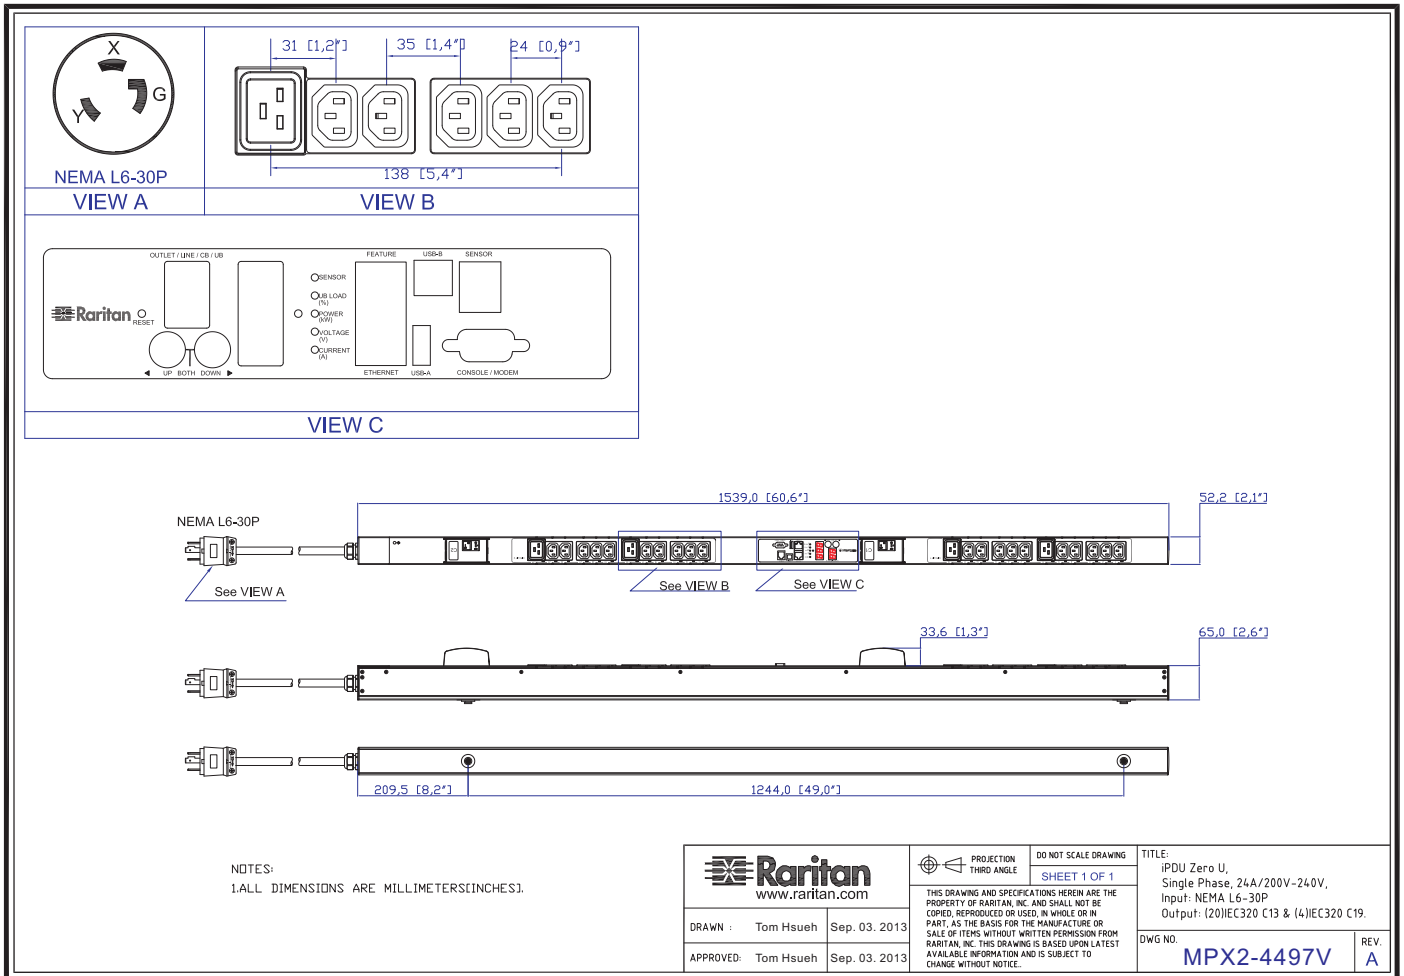 X
G
Y
NEMA L6-30P
VIEW A
31 [1,2"]
35 [1,4"]
24 [0,9"]
138 [5,4"]
VIEW B
OUTLET / LINE / CB / UB
FEATURE
USB-B
SENSOR
Raritan
RESET
SENSOR
UB LOAD
(%)
POWER
(kW)
VOLTAGE
(V)
CURRENT
(A)
UP BOTH DOWN
ETHERNET
USB-A
CONSOLE / MODEM
VIEW C
1539,0 [60,6"]
52,2 [2,1"]
NEMA L6-30P
C2
C1
See VIEW A
See VIEW B
See VIEW C
33,6 [1,3"]
65,0 [2,6"]
209,5 [8,2"]
1244,0 [49,0"]
NOTES:
1.ALL DIMENSIONS ARE MILLIMETERS[INCHES].
Raritan
www.raritan.com
DRAWN : Tom Hsueh Sep. 03. 2013
APPROVED: Tom Hsueh Sep. 03. 2013
PROJECTION
THIRD ANGLE
DO NOT SCALE DRAWING
SHEET 1 OF 1
THIS DRAWING AND SPECIFICATIONS HEREIN ARE THE
PROPERTY OF RARITAN, INC. AND SHALL NOT BE
COPIED, REPRODUCED OR USED, IN WHOLE OR IN
PART, AS THE BASIS FOR THE MANUFACTURE OR
SALE OF ITEMS WITHOUT WRITTEN PERMISSION FROM
RARITAN, INC. THIS DRAWING IS BASED UPON LATEST
AVAILABLE INFORMATION AND IS SUBJECT TO
CHANGE WITHOUT NOTICE..
TITLE:
iPDU Zero U,
Single Phase, 24A/200V-240V,
Input: NEMA L6-30P
Output: (20)IEC320 C13 & (4)IEC320 C19.
DWG NO.
MPX2-4497V
REV.
A